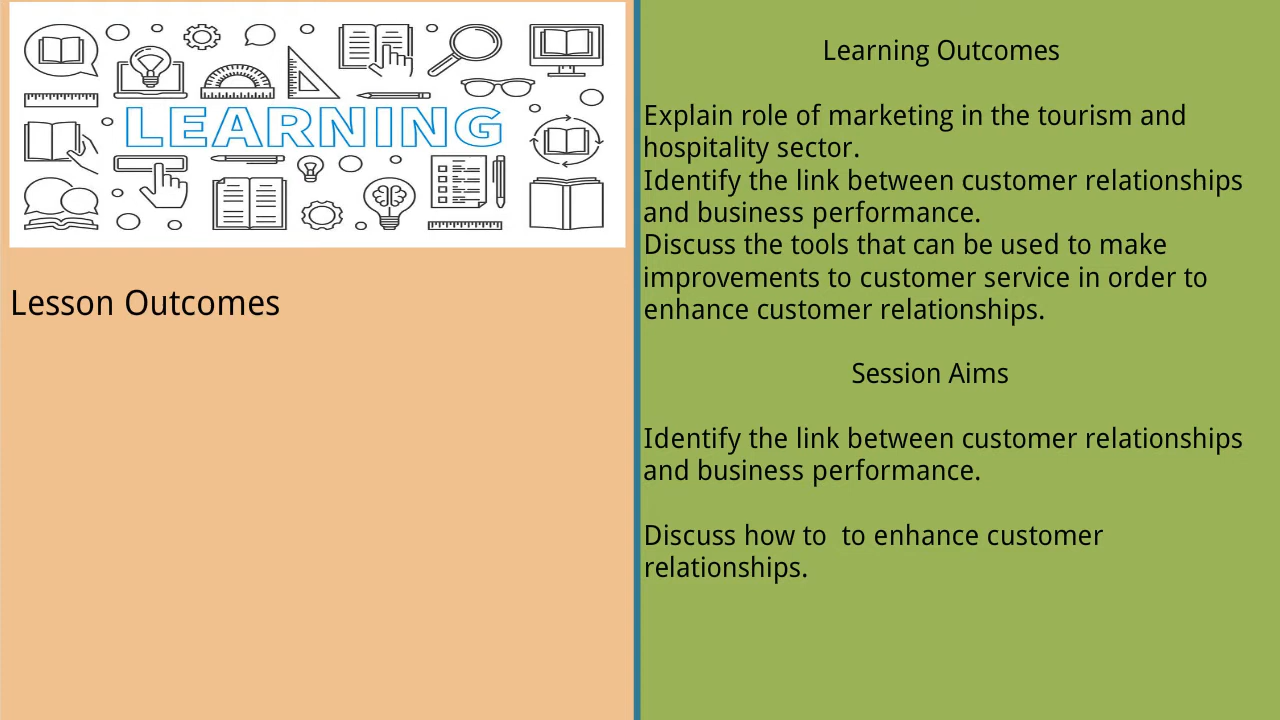 LEARNING
Lesson Outcomes
Learning Outcomes
Explain role of marketing in the tourism and
hospitality sector.
Identify the link between customer relationships
and business performance.
Discuss the tools that can be used to make
improvements to customer service in order to
enhance customer relationships.
Session Aims
Identify the link between customer relationships
and business performance.
Discuss how to  to enhance customer
relationships.